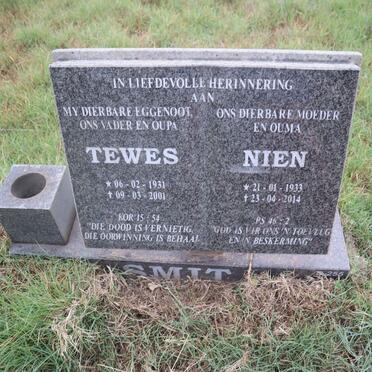 IN LIEFDEVOLLE HERINNERING
AAN
MY DIERBARE EGGENOOT,
ONS VADER EN OUPA
TEWES
★ 06 - 02 - 1931
✝ 09 - 03 - 2001
KOR 15 - 54
"DIE DOOD IS VERNIETIG,
DIE OORWINNING IS BEHAAL"
ONS DIERBARE MOEDER
EN OUMA
NIEN
★ 21 - 01 - 1933
✝ 23 - 04 - 2014
PS 46 - 2
"GOD IS VIR ONS 'N TOEVLUG
EN 'N BESKERMING"
SMIT